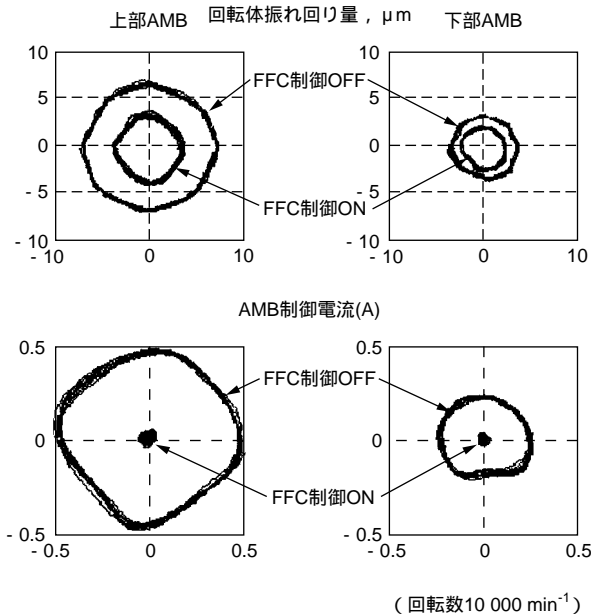 上部AMB 回転体振れ回り量，μm 下部AMB
10 10
5 5
0 0
- 5 - 5
- 10 - 10
- 10 0 10 - 10 0 10
FFC制御OFF
FFC制御ON
AMB制御電流(A)
0.5 0.5
0 0
- 0.5 - 0.5
- 0.5 0 0.5 - 0.5 0 0.5
FFC制御OFF
FFC制御ON
（回転数10 000 min⁻¹）